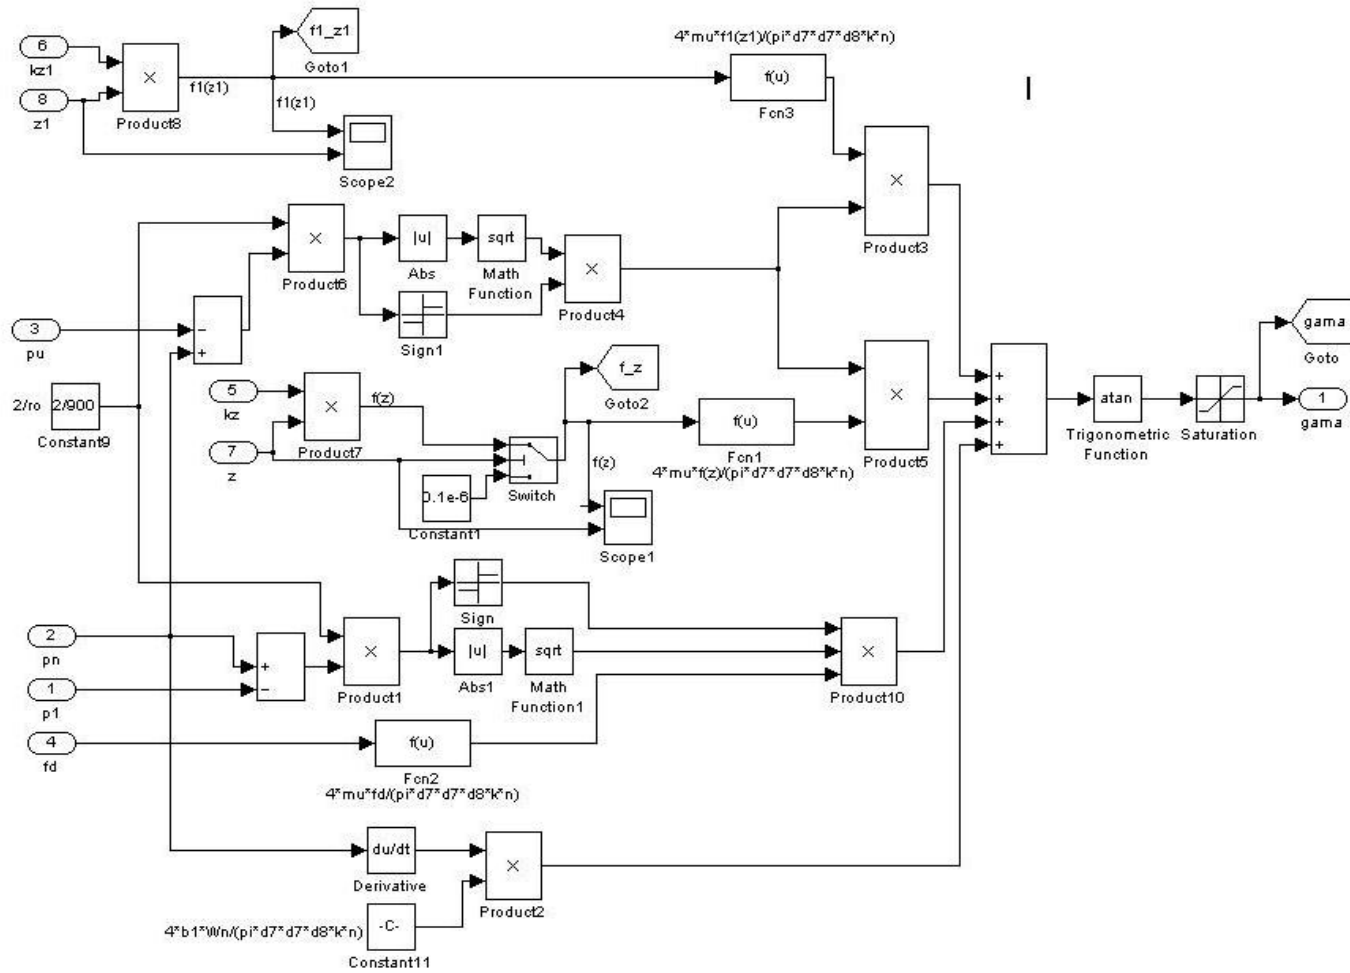 f1_z1
Goto1
6
kz1
8
z1
×
Product8
f1(z1)
f1(z1)
Scope2
4*mu*f1(z1)/(pi*d7*d7*d8*k*n)
f(u)
Fcn3
×
Product3
×
Product6
|u|
Abs
sqrt
Math
Function
Sign1
×
Product4
3
pu
−
+
2/ro
2/900
Constant9
5
kz
7
z
×
Product7
f(z)
f_z
Goto2
Switch
0.1e-6
Constant1
f(z)
Scope1
f(u)
Fcn1
4*mu*f(z)/(pi*d7*d7*d8*k*n)
×
Product5
+
+
+
+
atan
Trigonometric
Function
Saturation
gama
Goto
1
gama
2
pn
1
p1
4
fd
+
−
×
Product1
Sign
|u|
Abs1
sqrt
Math
Function1
×
Product10
f(u)
Fcn2
4*mu*fd/(pi*d7*d7*d8*k*n)
du/dt
Derivative
4*b1*Wn/(pi*d7*d7*d8*k*n)
-C-
Constant11
×
Product2